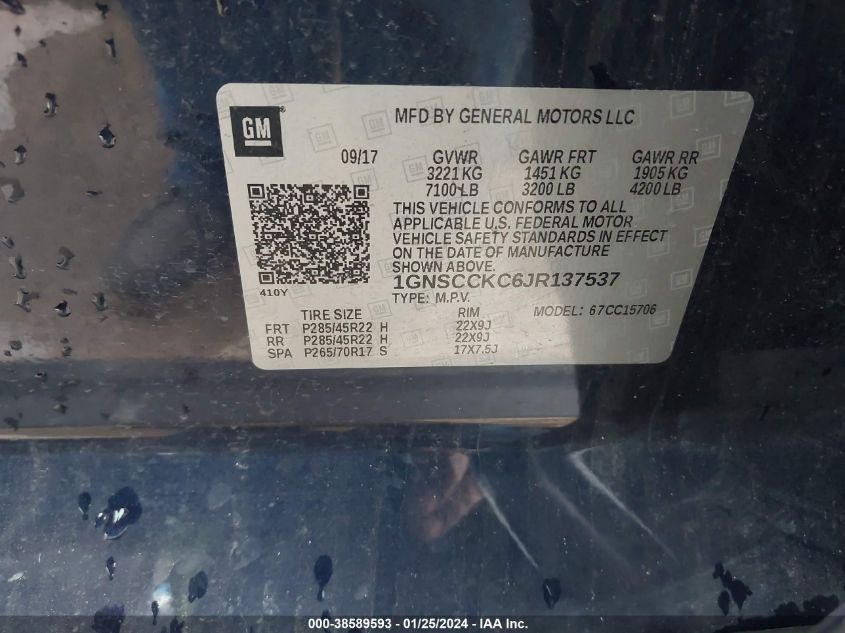 GM
MFD BY GENERAL MOTORS LLC
09/17 GVWR GAWR FRT GAWR RR
3221 KG 1451 KG 1905 KG
7100 LB 3200 LB 4200 LB
THIS VEHICLE CONFORMS TO ALL
APPLICABLE U.S. FEDERAL MOTOR
VEHICLE SAFETY STANDARDS IN EFFECT
ON THE DATE OF MANUFACTURE
SHOWN ABOVE.
1GNSCCKC6JR137537
410Y TYPE: M.P.V.
TIRE SIZE RIM MODEL: 67CC15706
FRT P285/45R22 H 22X9J
RR P285/45R22 H 22X9J
SPA P265/70R17 S 17X7.5J
000-38589593 - 01/25/2024 - IAA Inc.